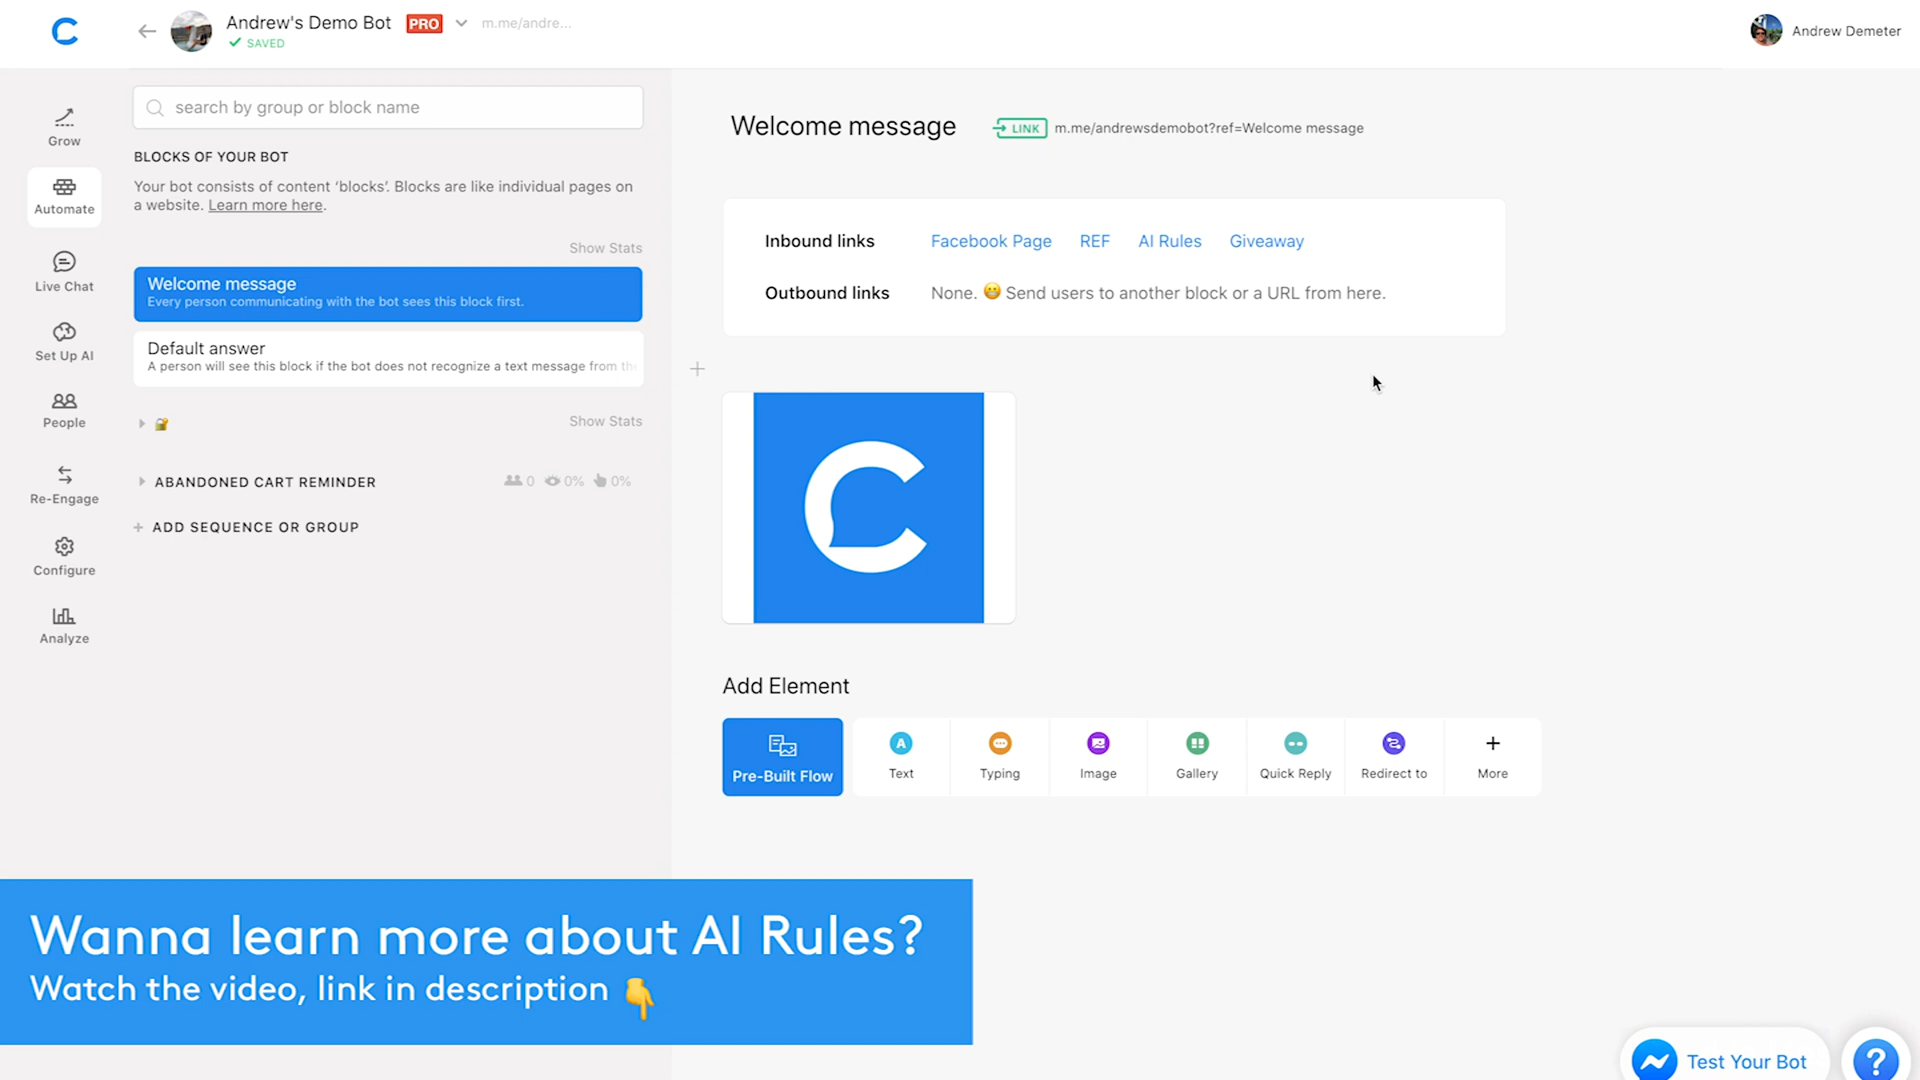 Andrew's Demo Bot PRO m.me/andre...
SAVED
Andrew Demeter
Grow
Automate
Live Chat
Set Up AI
People
Re-Engage
Configure
Analyze
search by group or block name
BLOCKS OF YOUR BOT
Your bot consists of content ‘blocks’. Blocks are like individual pages on
a website. Learn more here.
Show Stats
Welcome message
Every person communicating with the bot sees this block first.
Default answer
A person will see this block if the bot does not recognize a text message from the
Show Stats
ABANDONED CART REMINDER 0 0% 0%
+ ADD SEQUENCE OR GROUP
Welcome message LINK m.me/andrewsdemobot?ref=Welcome message
Inbound links Facebook Page REF AI Rules Giveaway
Outbound links None. 😀 Send users to another block or a URL from here.
Add Element
Pre-Built Flow
A
Text
Typing
Image
Gallery
Quick Reply
Redirect to
More
Wanna learn more about AI Rules?
Watch the video, link in description 👇
Test Your Bot
?